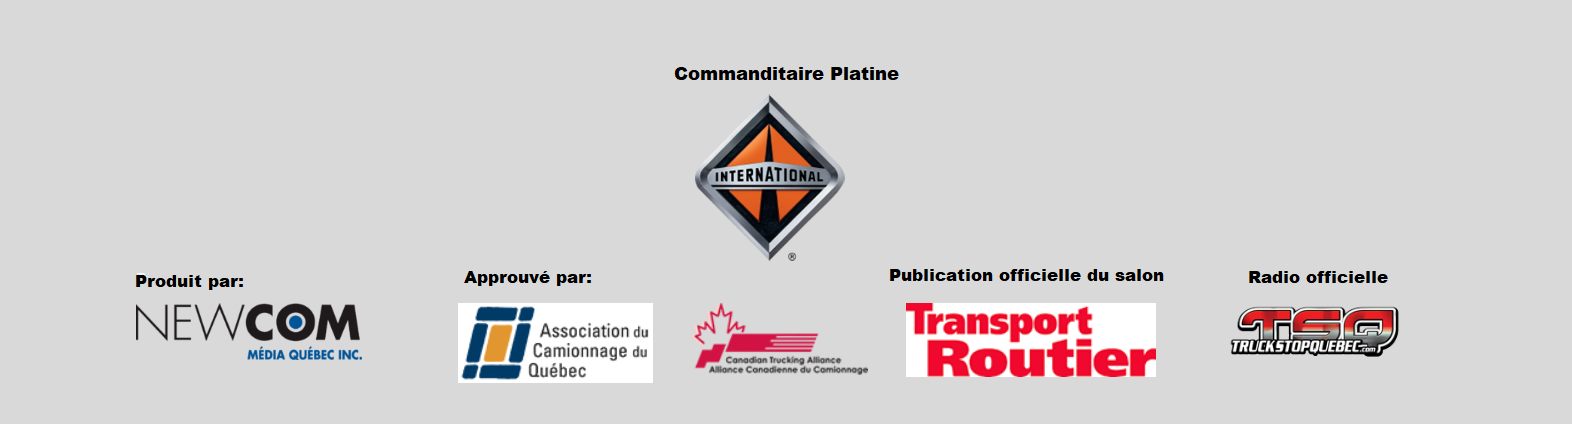 Commanditaire Platine
INTERNATIONAL
®
Produit par:
NEWCOM
MÉDIA QUÉBEC INC.
Approuvé par:
Association du
Camionnage du
Québec
Canadian Trucking Alliance
Alliance Canadienne du Camionnage
Publication officielle du salon
Transport
Routier
Radio officielle
TSQ
TRUCKSTOPQUEBEC.com